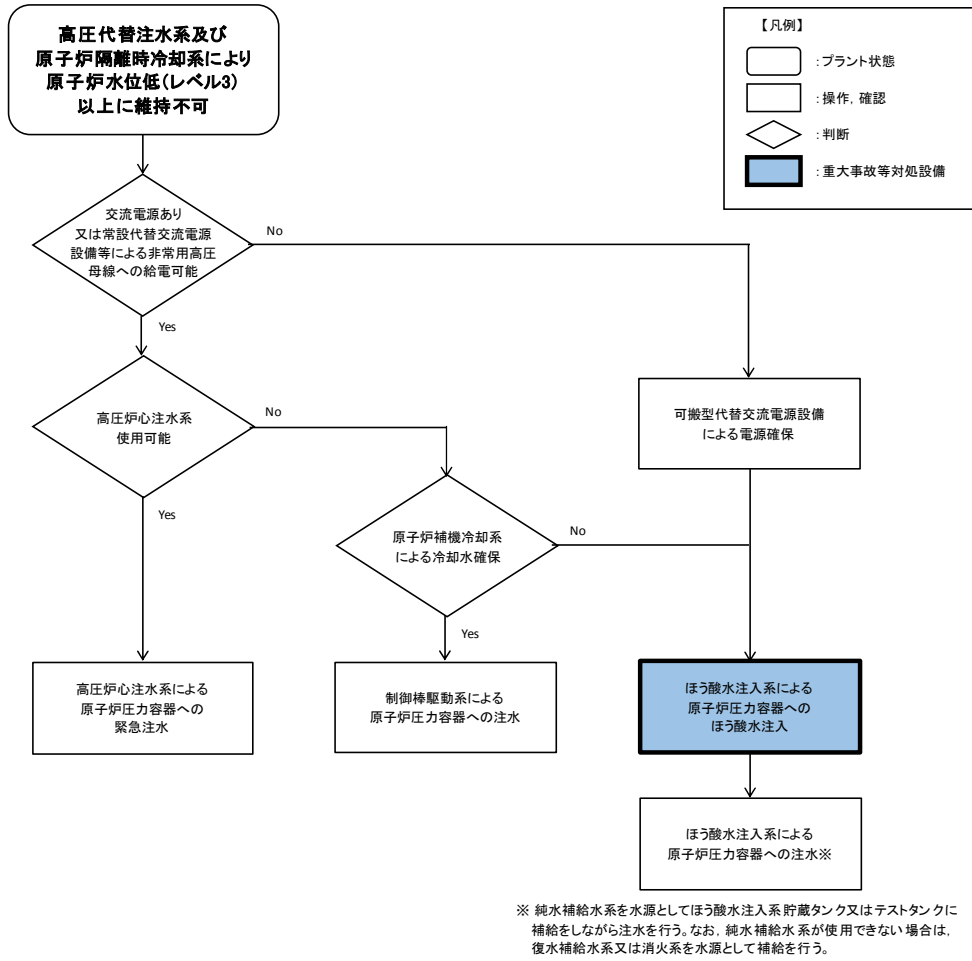 高圧代替注水系及び
原子炉隔離時冷却系により
原子炉水位低(レベル3)
以上に維持不可
【凡例】
：プラント状態
：操作，確認
：判断
：重大事故等対処設備
交流電源あり
又は常設代替交流電源
設備等による非常用高圧
母線への給電可能
No
Yes
高圧炉心注水系
使用可能
No
Yes
可搬型代替交流電源設備
による電源確保
原子炉補機冷却系
による冷却水確保
No
Yes
高圧炉心注水系による
原子炉圧力容器への
緊急注水
制御棒駆動系による
原子炉圧力容器への注水
ほう酸水注入系による
原子炉圧力容器への
ほう酸水注入
ほう酸水注入系による
原子炉圧力容器への注水※
※ 純水補給水系を水源としてほう酸水注入系貯蔵タンク又はテストタンクに
補給をしながら注水を行う。なお，純水補給水系が使用できない場合は，
復水補給水系又は消火系を水源として補給を行う。